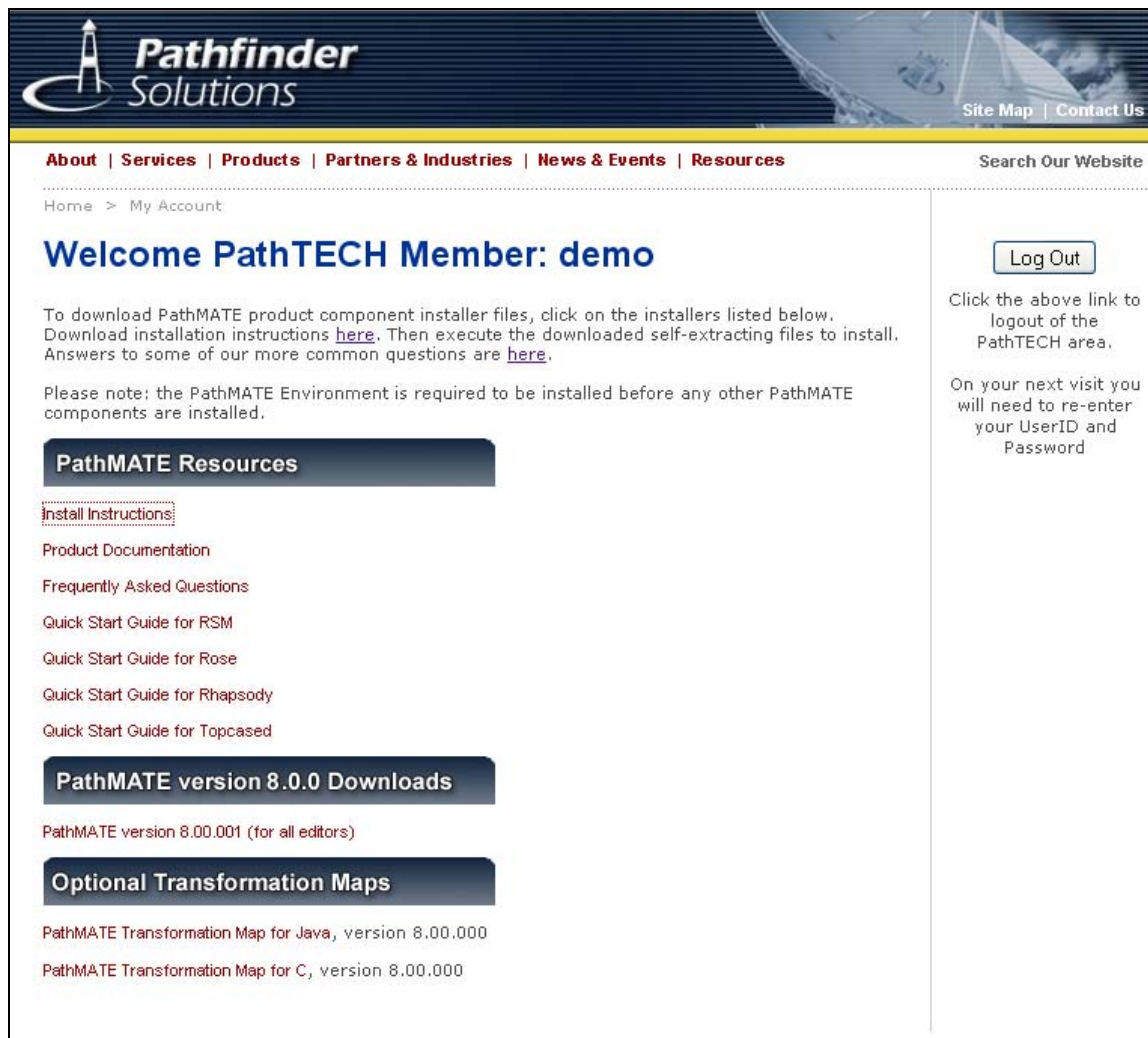 Pathfinder
Solutions
Site Map | Contact Us
About | Services | Products | Partners & Industries | News & Events | Resources
Search Our Website
Home > My Account
Welcome PathTECH Member: demo
To download PathMATE product component installer files, click on the installers listed below.
Download installation instructions here. Then execute the downloaded self-extracting files to install.
Answers to some of our more common questions are here.
Please note: the PathMATE Environment is required to be installed before any other PathMATE
components are installed.
PathMATE Resources
Install Instructions
Product Documentation
Frequently Asked Questions
Quick Start Guide for RSM
Quick Start Guide for Rose
Quick Start Guide for Rhapsody
Quick Start Guide for Topcased
PathMATE version 8.0.0 Downloads
PathMATE version 8.00.001 (for all editors)
Optional Transformation Maps
PathMATE Transformation Map for Java, version 8.00.000
PathMATE Transformation Map for C, version 8.00.000
Log Out
Click the above link to
logout of the
PathTECH area.
On your next visit you
will need to re-enter
your UserID and
Password